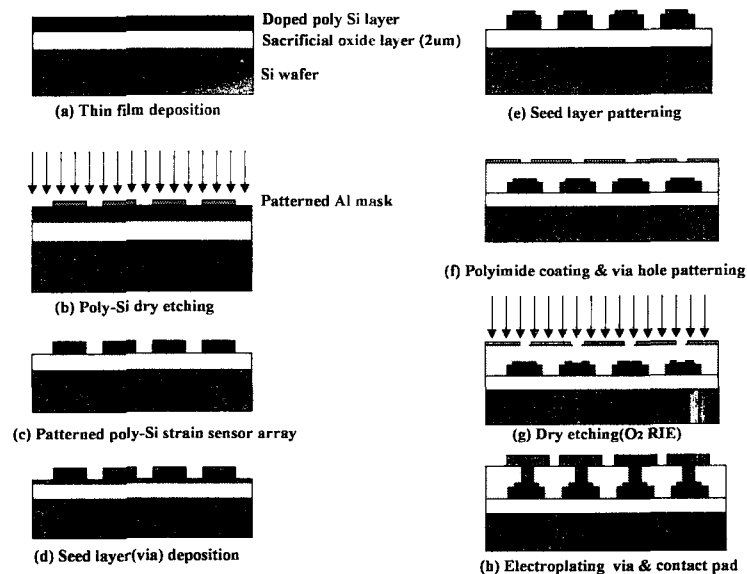 Doped poly Si layer
Sacrificial oxide layer (2um)
Si wafer
(a) Thin film deposition
Patterned Al mask
(b) Poly-Si dry etching
(c) Patterned poly-Si strain sensor array
(d) Seed layer(via) deposition
(e) Seed layer patterning
(f) Polyimide coating & via hole patterning
(g) Dry etching(O2 RIE)
(h) Electroplating via & contact pad